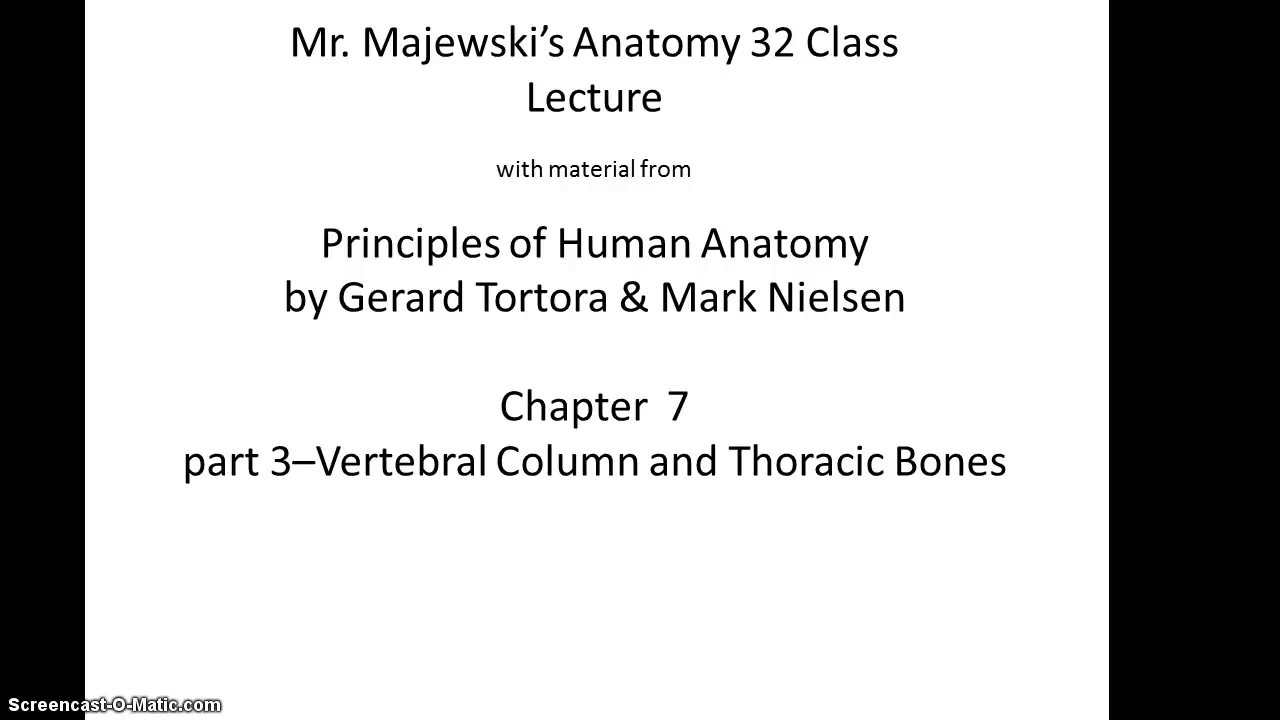 Mr. Majewski’s Anatomy 32 Class
Lecture
with material from
Principles of Human Anatomy
by Gerard Tortora & Mark Nielsen
Chapter 7
part 3–Vertebral Column and Thoracic Bones
Screencast-O-Matic.com